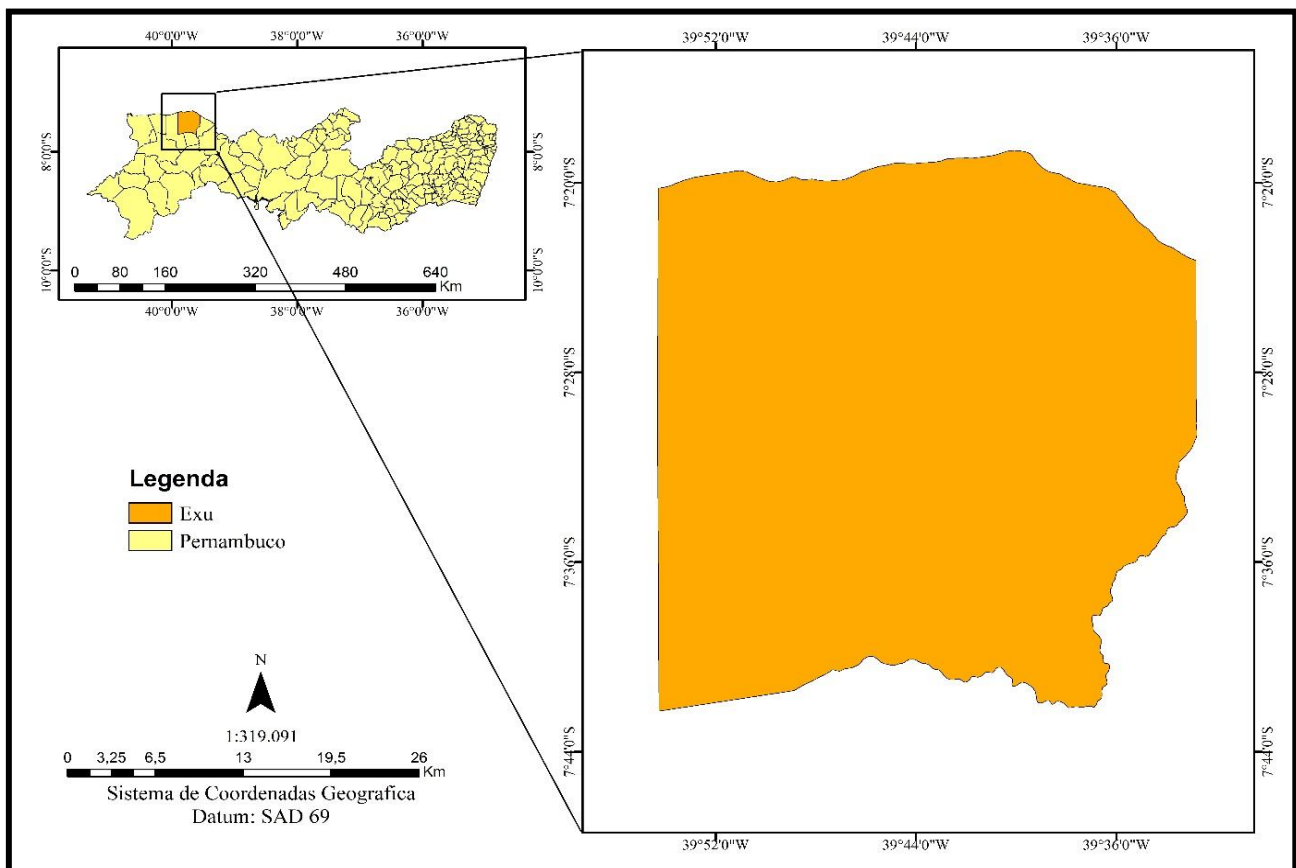 40°0'0"W 38°0'0"W 36°0'0"W
8°0'0"S 8°0'0"S
10°0'0"S 10°0'0"S
0 80 160 320 480 640
Km
40°0'0"W 38°0'0"W 36°0'0"W
39°52'0"W 39°44'0"W 39°36'0"W
7°20'0"S 7°20'0"S
7°28'0"S 7°28'0"S
7°36'0"S 7°36'0"S
7°44'0"S 7°44'0"S
39°52'0"W 39°44'0"W 39°36'0"W
Legenda
Exu
Pernambuco
N
1:319.091
0 3,25 6,5 13 19,5 26
Km
Sistema de Coordenadas Geografica
Datum: SAD 69